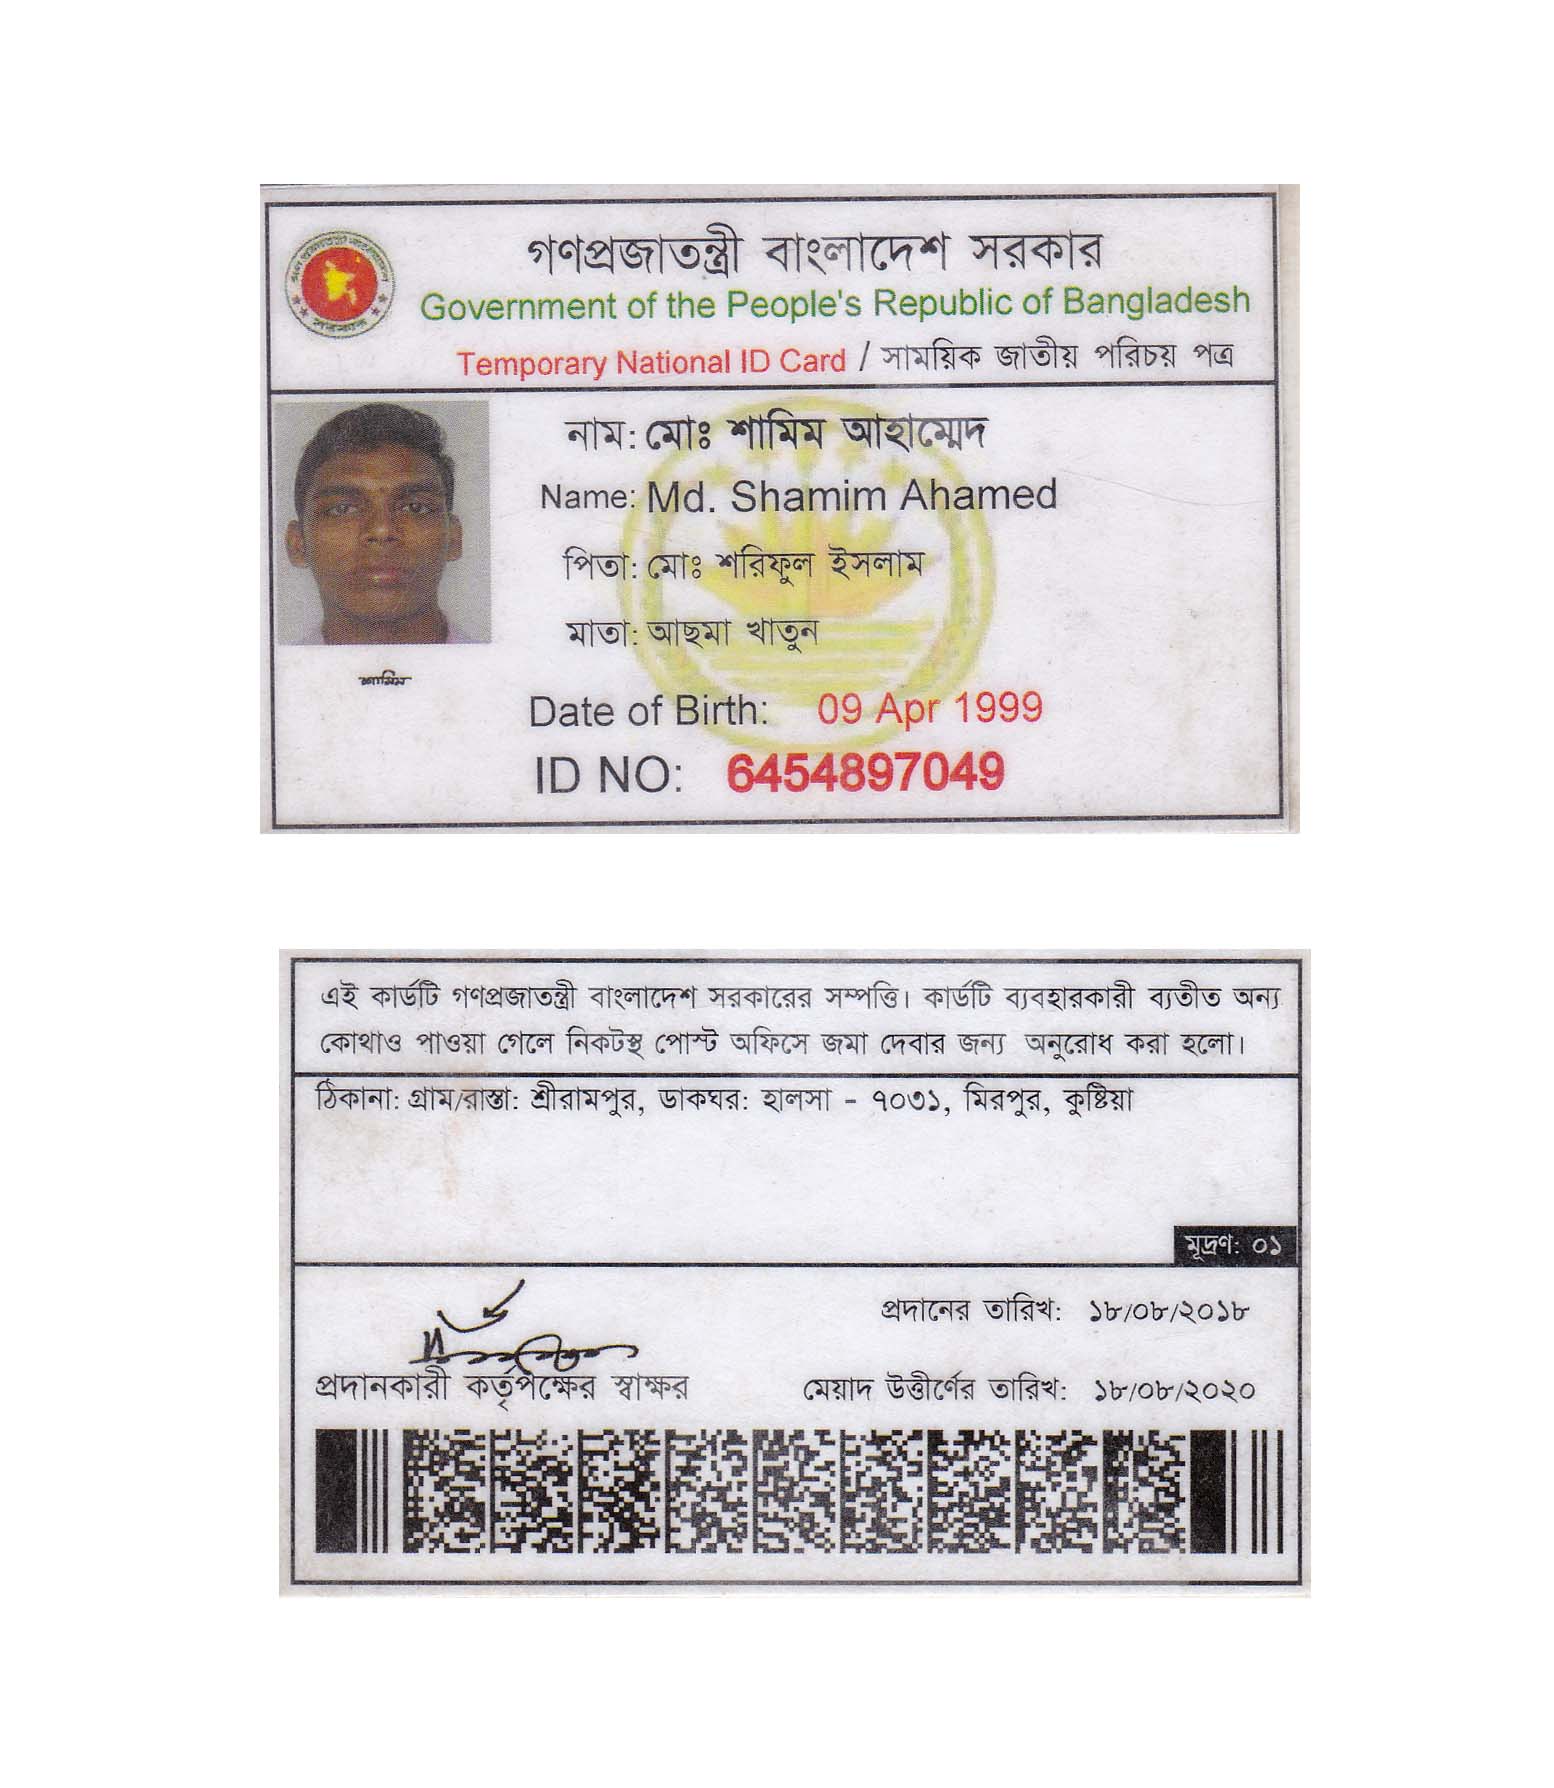 গণপ্রজাতন্ত্রী বাংলাদেশ সরকার
Government of the People's Republic of Bangladesh
Temporary National ID Card / সাময়িক জাতীয় পরিচয় পত্র
নাম: মোঃ শামিম আহাম্মেদ
Name: Md. Shamim Ahamed
পিতা: মোঃ শরিফুল ইসলাম
মাতা: আছমা খাতুন
শামিম
Date of Birth: 09 Apr 1999
ID NO: 6454897049
এই কার্ডটি গণপ্রজাতন্ত্রী বাংলাদেশ সরকারের সম্পত্তি। কার্ডটি ব্যবহারকারী ব্যতীত অন্য
কোথাও পাওয়া গেলে নিকটস্থ পোস্ট অফিসে জমা দেবার জন্য অনুরোধ করা হলো।
ঠিকানা: গ্রাম/রাস্তা: শ্রীরামপুর, ডাকঘর: হালসা - ৭০৩১, মিরপুর, কুষ্টিয়া
মূদ্রণ: ০১
প্রদানের তারিখ: ১৮/০৮/২০১৮
প্রদানকারী কর্তৃপক্ষের স্বাক্ষর
মেয়াদ উত্তীর্ণের তারিখ: ১৮/০৮/২০২০